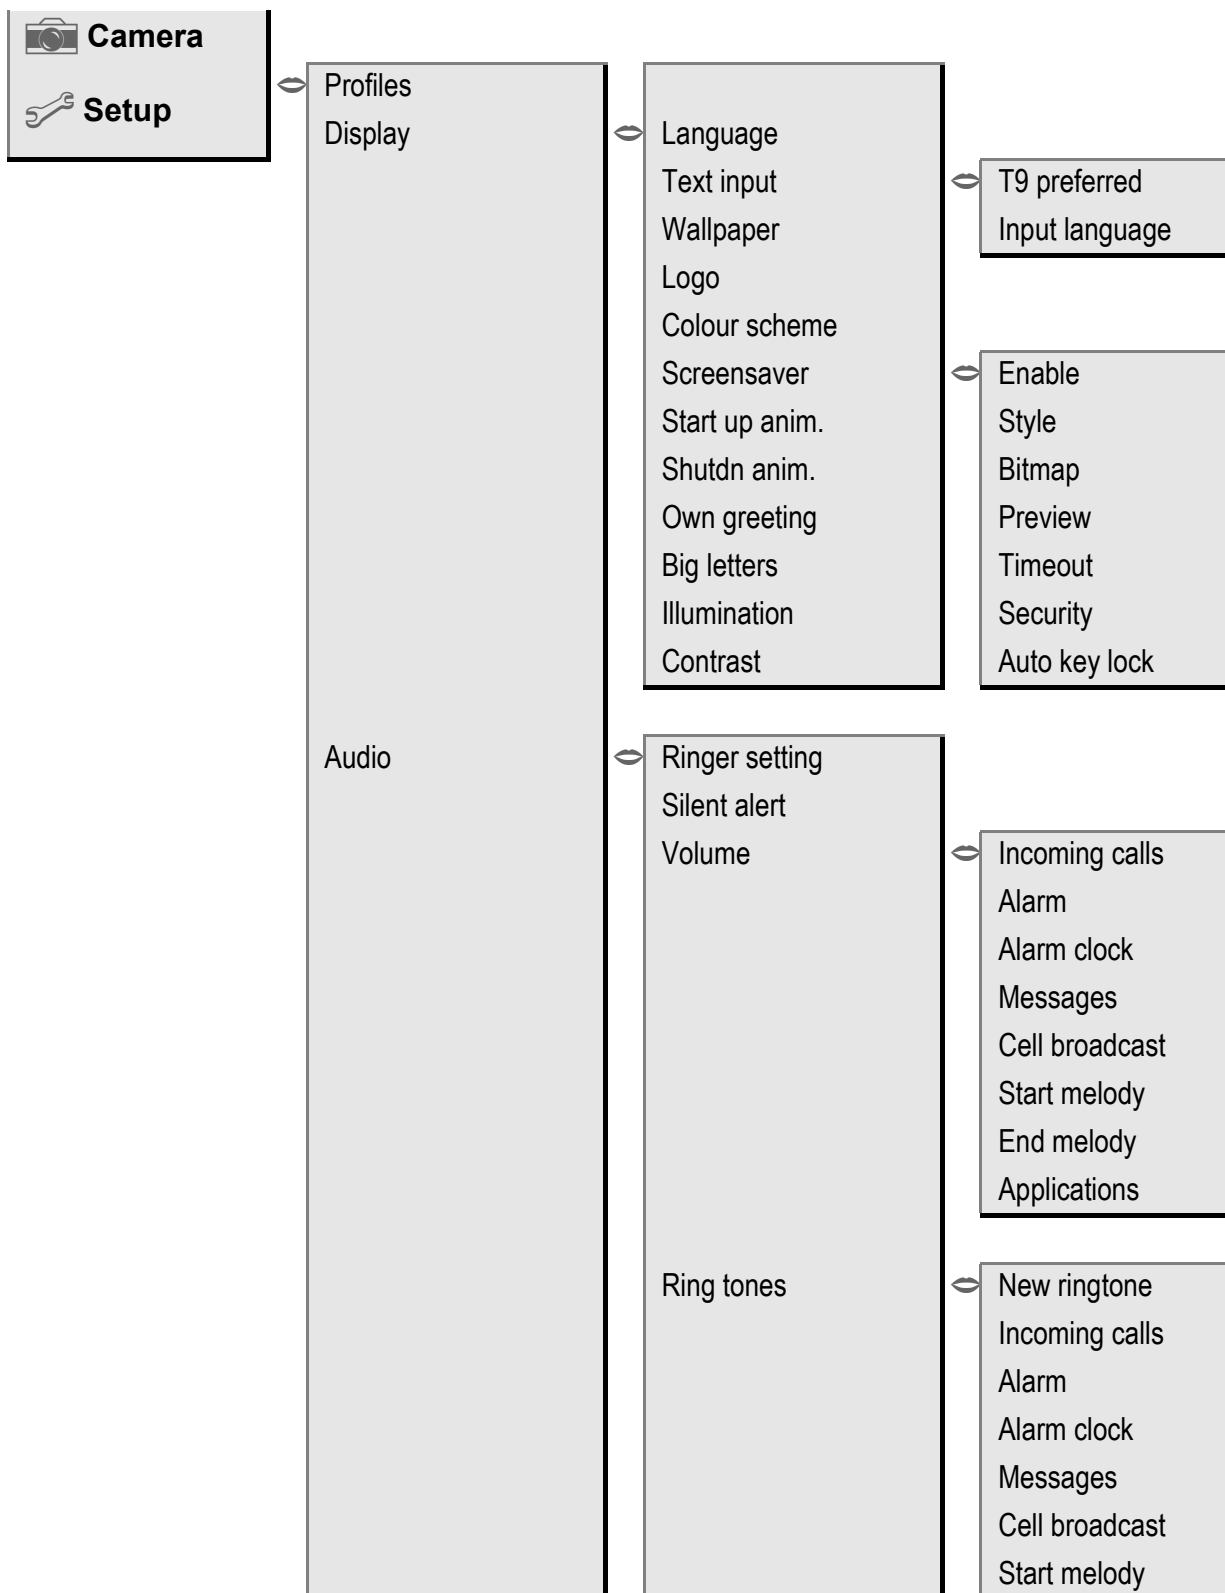 Camera
Setup
Profiles
Display
Language
Text input
T9 preferred
Input language
Wallpaper
Logo
Colour scheme
Screensaver
Enable
Style
Bitmap
Preview
Timeout
Security
Auto key lock
Start up anim.
Shutdn anim.
Own greeting
Big letters
Illumination
Contrast
Audio
Ringer setting
Silent alert
Volume
Incoming calls
Alarm
Alarm clock
Messages
Cell broadcast
Start melody
End melody
Applications
Ring tones
New ringtone
Incoming calls
Alarm
Alarm clock
Messages
Cell broadcast
Start melody